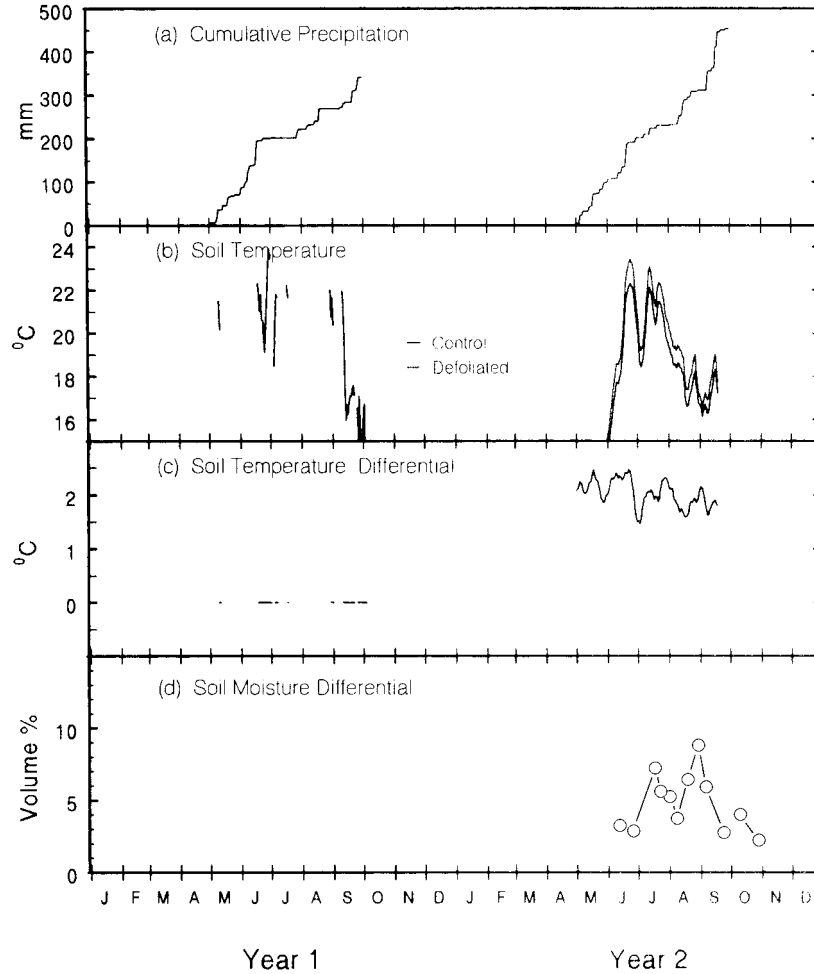 500
(a) Cumulative Precipitation
400
300
mm
200
100
0
24
(b) Soil Temperature
22
°C
20
Control
Defoliated
18
16
(c) Soil Temperature Differential
2
°C
1
0
(d) Soil Moisture Differential
10
Volume %
5
0
J F M A M J J A S O N D J F M A M J J A S O N D
Year 1 Year 2